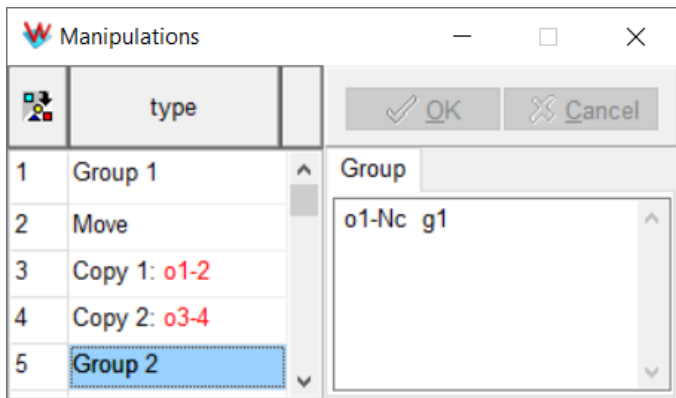 Manipulations
type
OK Cancel
1 Group 1
2 Move
3 Copy 1: o1-2
4 Copy 2: o3-4
5 Group 2
Group
o1-Nc g1